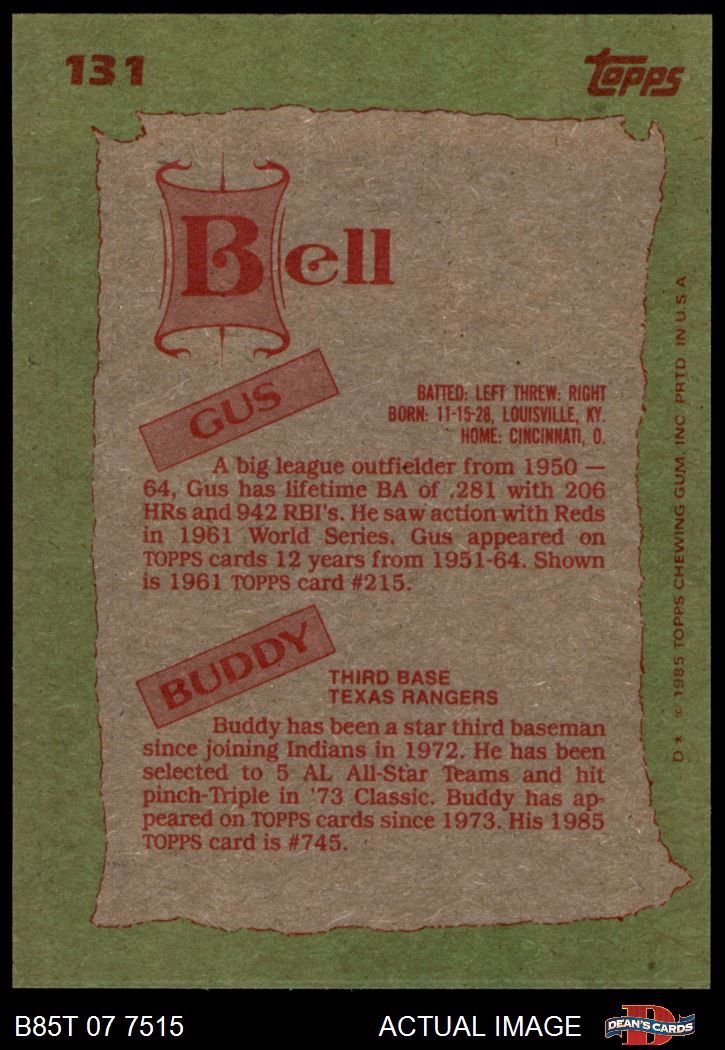 131
topps
Bell
GUS
BATTED: LEFT THREW: RIGHT
BORN: 11-15-28, LOUISVILLE, KY.
HOME: CINCINNATI, O.
A big league outfielder from 1950 —
64, Gus has lifetime BA of .281 with 206
HRs and 942 RBI's. He saw action with Reds
in 1961 World Series. Gus appeared on
TOPPS cards 12 years from 1951-64. Shown
is 1961 TOPPS card #215.
BUDDY
THIRD BASE
TEXAS RANGERS
Buddy has been a star third baseman
since joining Indians in 1972. He has been
selected to 5 AL All-Star Teams and hit
pinch-Triple in '73 Classic. Buddy has ap-
peared on TOPPS cards since 1973. His 1985
TOPPS card is #745.
D* © 1985 TOPPS CHEWING GUM, INC. PRTD. IN U.S.A.
B85T 07 7515
ACTUAL IMAGE
D
DEAN'S CARDS